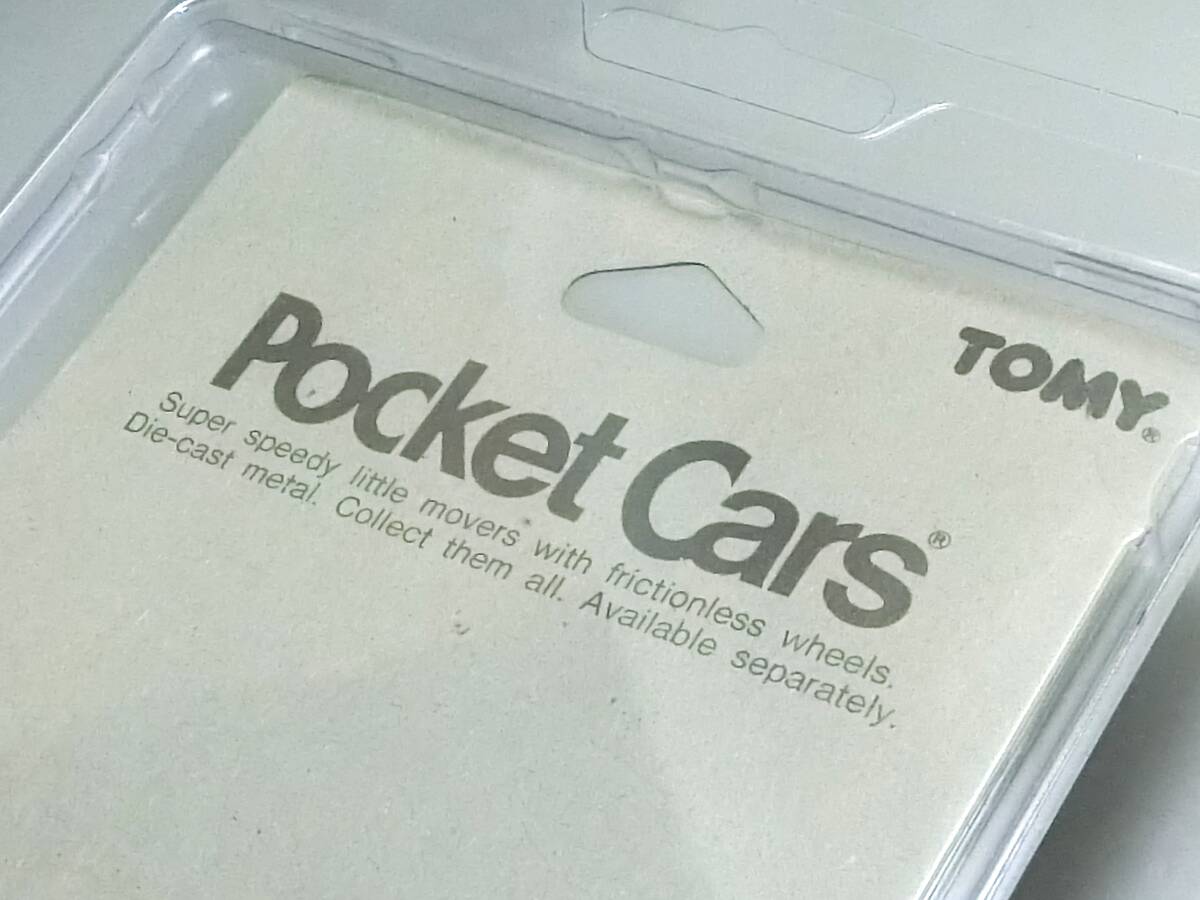 TOMY®
Pocket Cars®
Super speedy little movers with frictionless wheels.
Die-cast metal. Collect them all. Available separately.